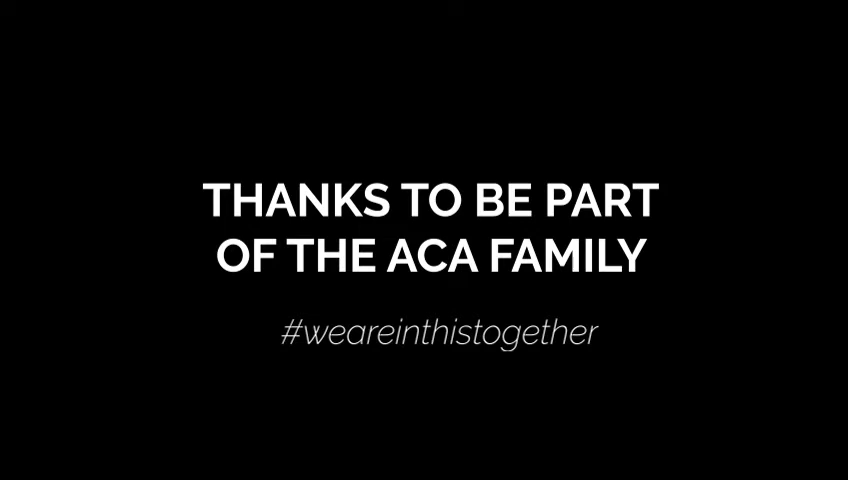 THANKS TO BE PART
OF THE ACA FAMILY
#weareinthistogether